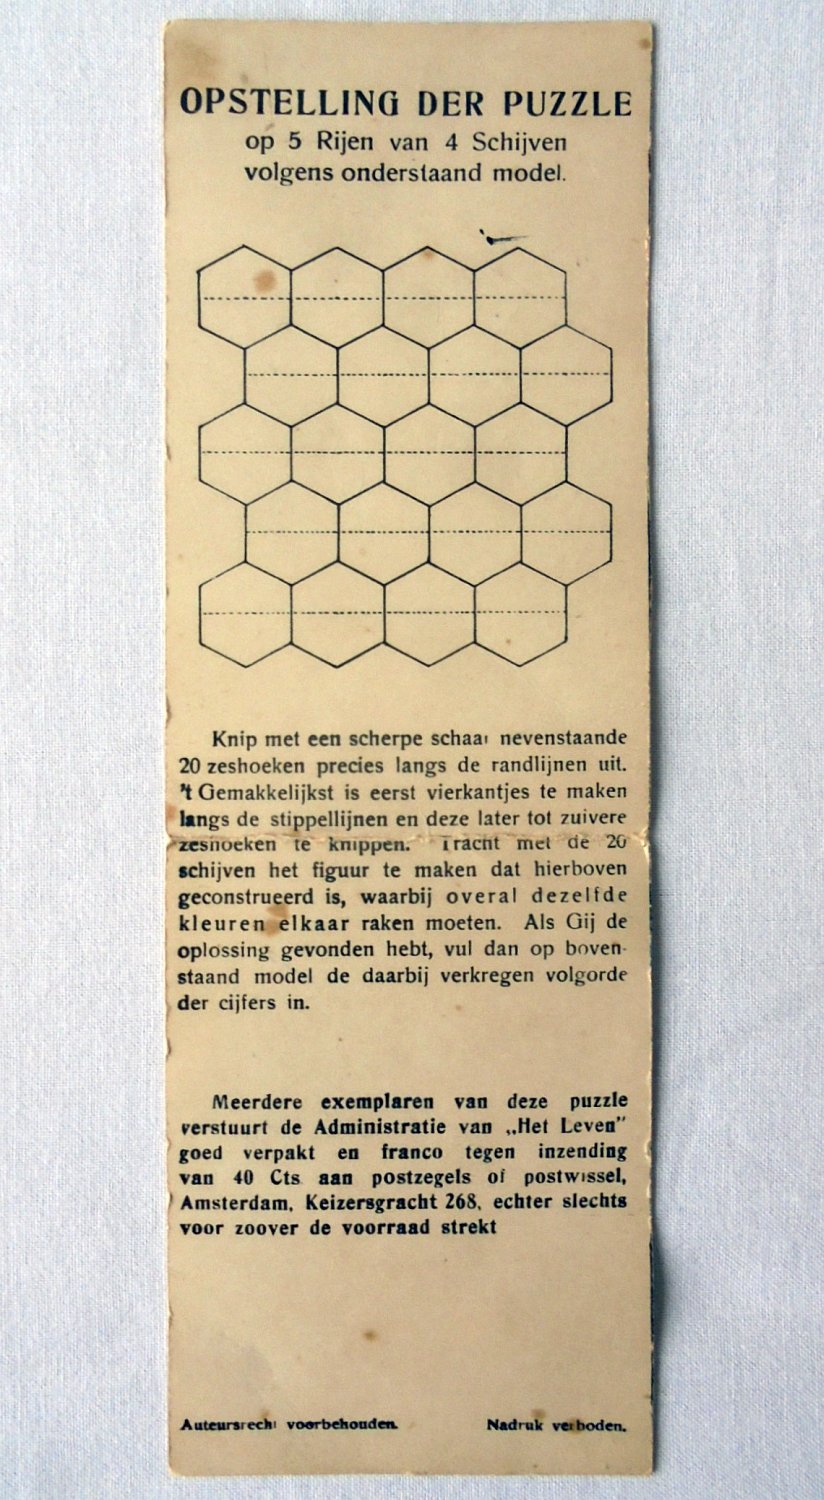 OPSTELLING DER PUZZLE
op 5 Rijen van 4 Schijven
volgens onderstaand model.
Knip met een scherpe schaar nevenstaande
20 zeshoeken precies langs de randlijnen uit.
't Gemakkelijkst is eerst vierkantjes te maken
langs de stippellijnen en deze later tot zuivere
zeshoeken te knippen. Tracht met de 20
schijven het figuur te maken dat hierboven
geconstrueerd is, waarbij overal dezelfde
kleuren elkaar raken moeten. Als Gij de
oplossing gevonden hebt, vul dan op boven-
staand model de daarbij verkregen volgorde
der cijfers in.
Meerdere exemplaren van deze puzzle
verstuurt de Administratie van „Het Leven"
goed verpakt en franco tegen inzending
van 40 Cts aan postzegels of postwissel,
Amsterdam, Keizersgracht 268, echter slechts
voor zoover de voorraad strekt
Auteursrecht voorbehouden. Nadruk verboden.